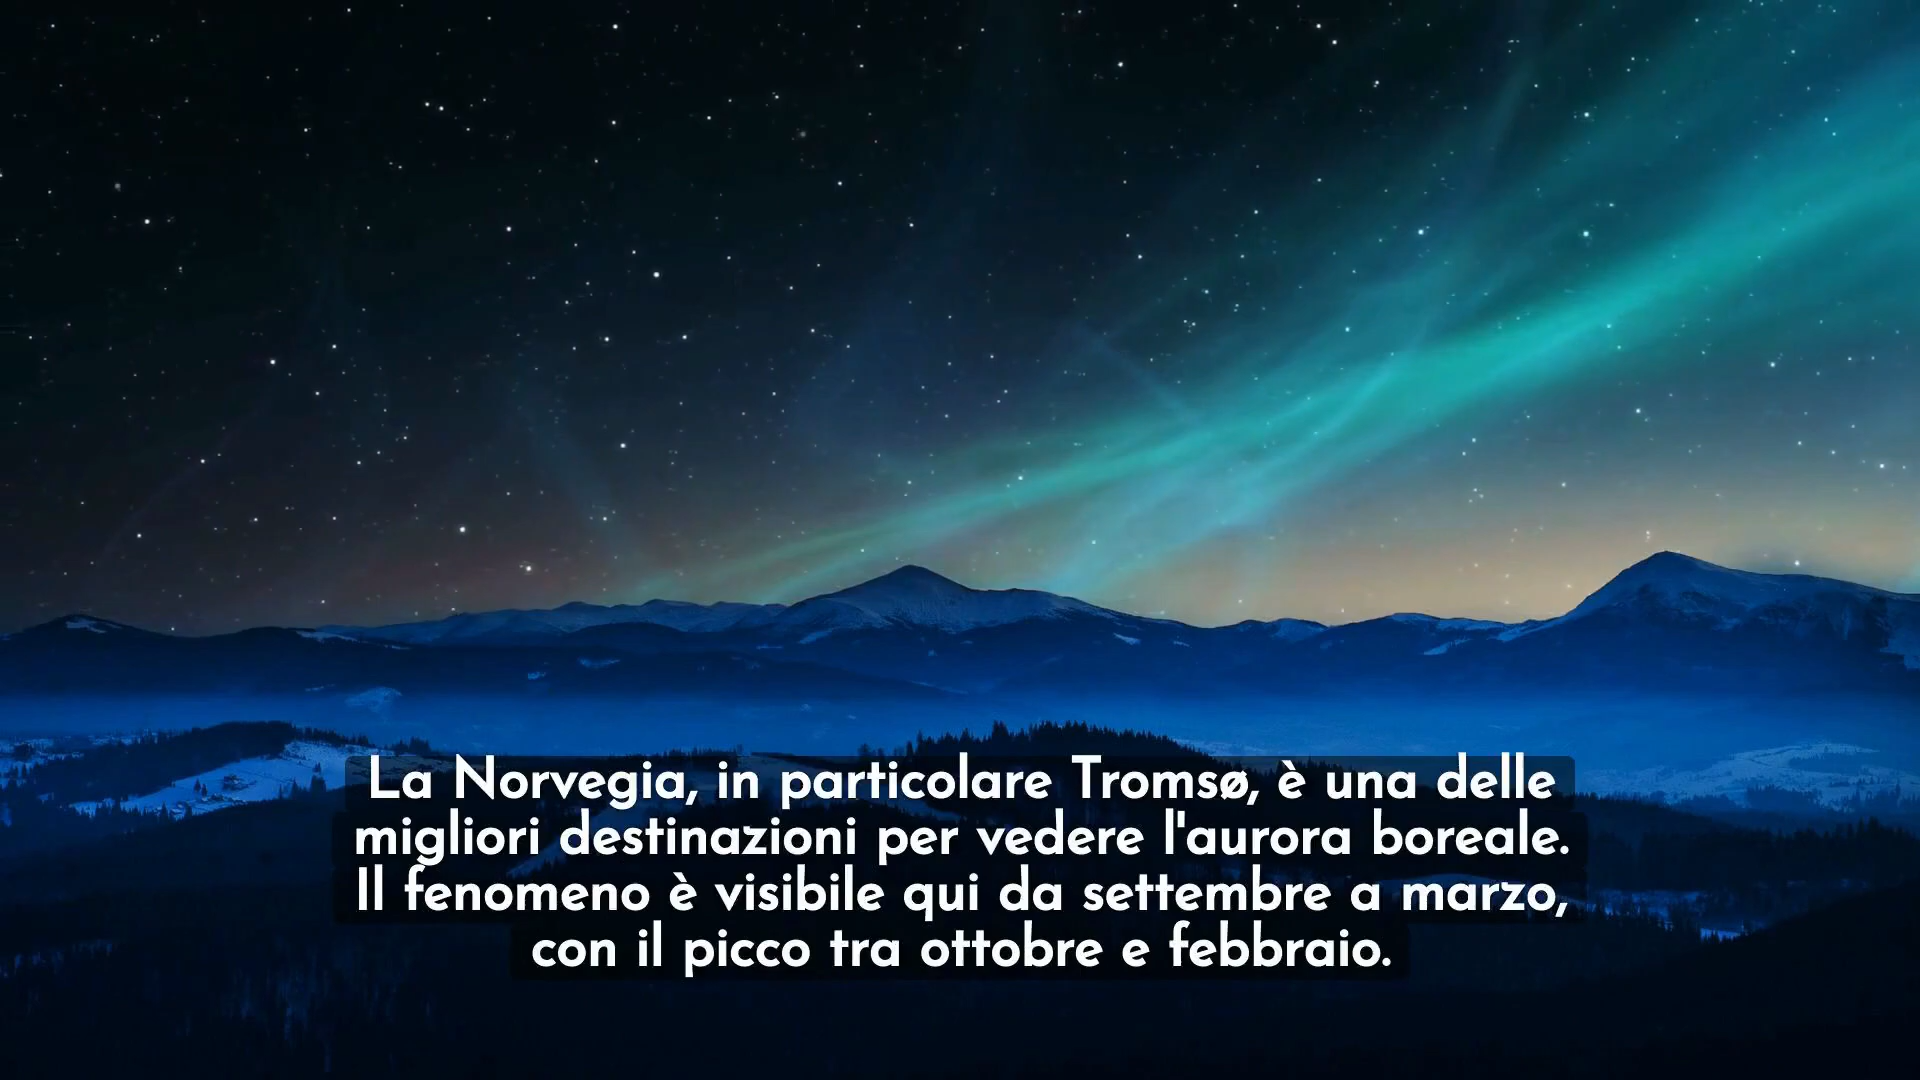 La Norvegia, in particolare Tromsø, è una delle
migliori destinazioni per vedere l'aurora boreale.
Il fenomeno è visibile qui da settembre a marzo,
con il picco tra ottobre e febbraio.